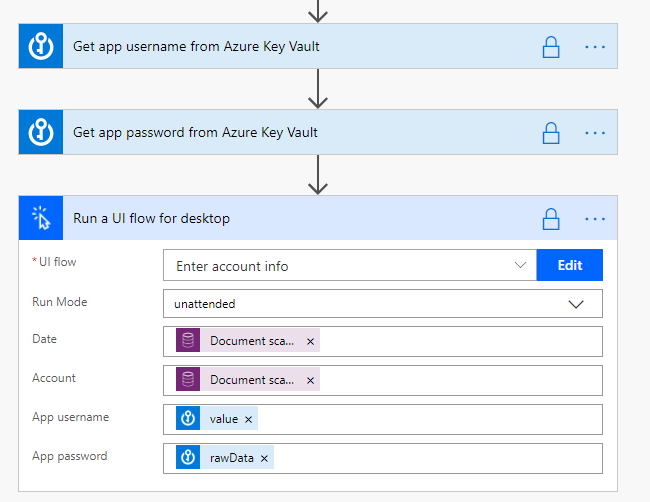 Get app username from Azure Key Vault
Get app password from Azure Key Vault
Run a UI flow for desktop
* UI flow
Enter account info
Edit
Run Mode
unattended
Date
Document sca... ×
Account
Document sca... ×
App username
value ×
App password
rawData ×